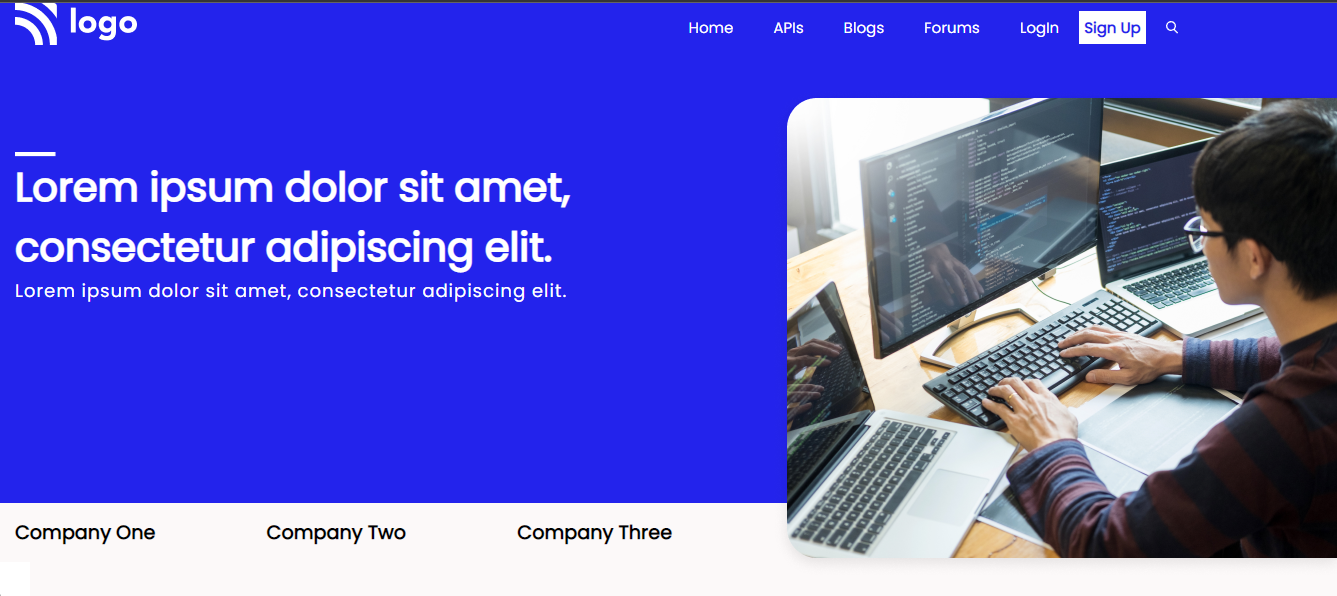 logo
Home APIs Blogs Forums LogIn Sign Up
Lorem ipsum dolor sit amet,
consectetur adipiscing elit.
Lorem ipsum dolor sit amet, consectetur adipiscing elit.
Company One Company Two Company Three